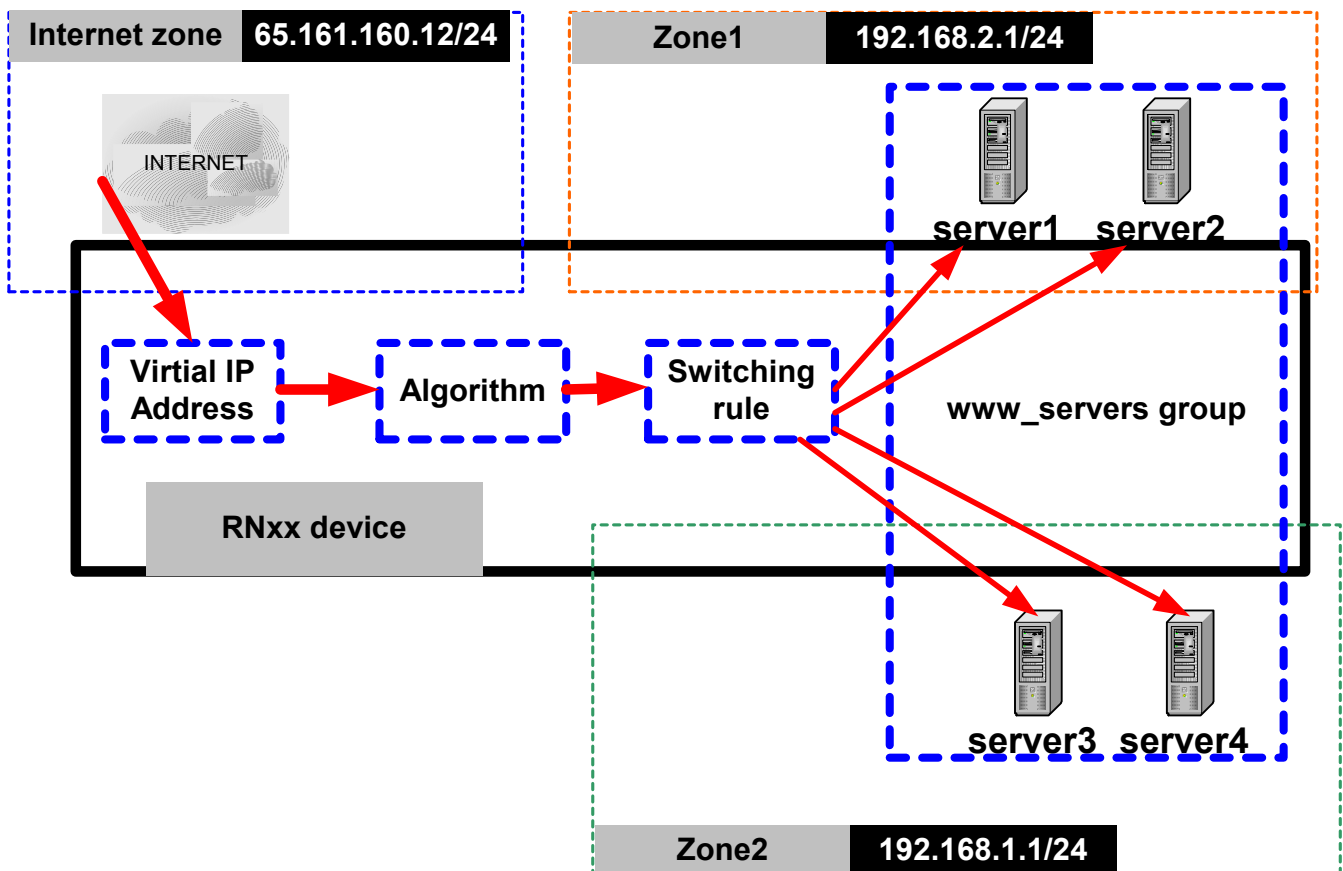 Internet zone 65.161.160.12/24
Zone1 192.168.2.1/24
INTERNET
server1 server2
Virtial IP
Address
Algorithm
Switching
rule
www_servers group
RNxx device
server3 server4
Zone2 192.168.1.1/24